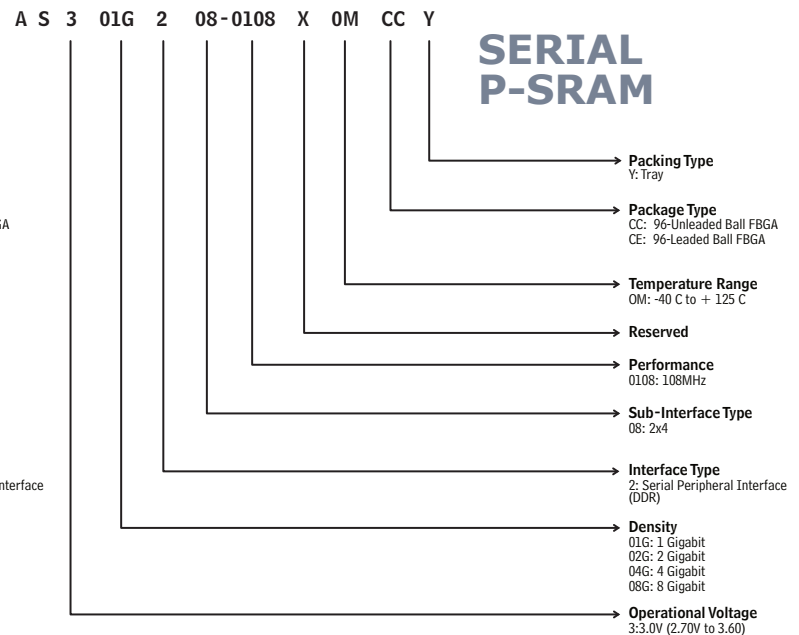 A S 3 01G 2 08-0108 X 0M CC Y
SERIAL
P-SRAM
Packing Type
Y: Tray
Package Type
CC: 96-Unleaded Ball FBGA
CE: 96-Leaded Ball FBGA
Temperature Range
OM: -40 C to + 125 C
Reserved
Performance
0108: 108MHz
Sub-Interface Type
08: 2x4
Interface Type
2: Serial Peripheral Interface
(DDR)
Density
01G: 1 Gigabit
02G: 2 Gigabit
04G: 4 Gigabit
08G: 8 Gigabit
Operational Voltage
3:3.0V (2.70V to 3.60)